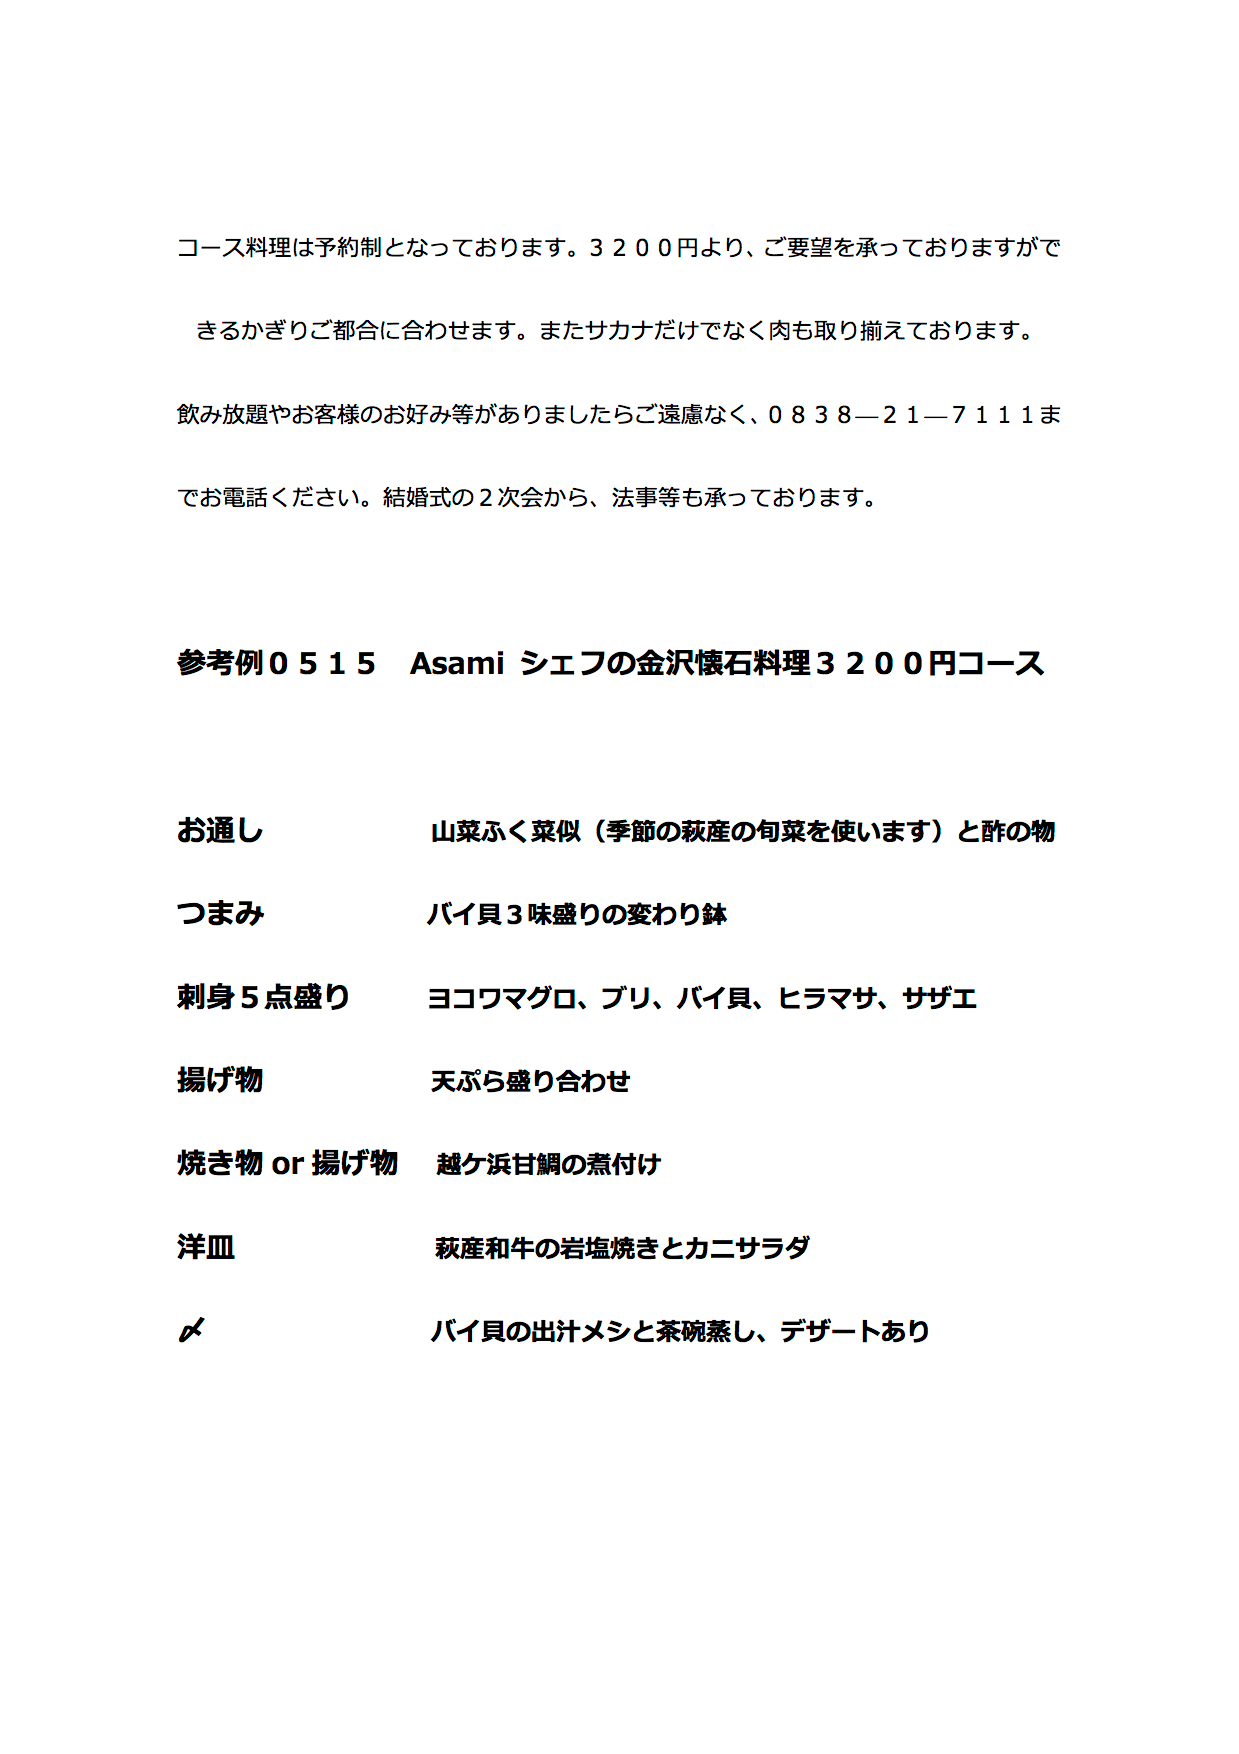 コース料理は予約制となっております。３２００円より、ご要望を承っておりますがで
きるかぎりご都合に合わせます。またサカナだけでなく肉も取り揃えております。
飲み放題やお客様のお好み等がありましたらご遠慮なく、０８３８―２１―７１１１ま
でお電話ください。結婚式の２次会から、法事等も承っております。
参考例０５１５　Asami シェフの金沢懐石料理３２００円コース
お通し　山菜ふく菜似（季節の萩産の旬菜を使います）と酢の物
つまみ　バイ貝３味盛りの変わり鉢
刺身５点盛り　ヨコワマグロ、ブリ、バイ貝、ヒラマサ、サザエ
揚げ物　天ぷら盛り合わせ
焼き物 or 揚げ物　越ケ浜甘鯛の煮付け
洋皿　萩産和牛の岩塩焼きとカニサラダ
〆　バイ貝の出汁メシと茶碗蒸し、デザートあり